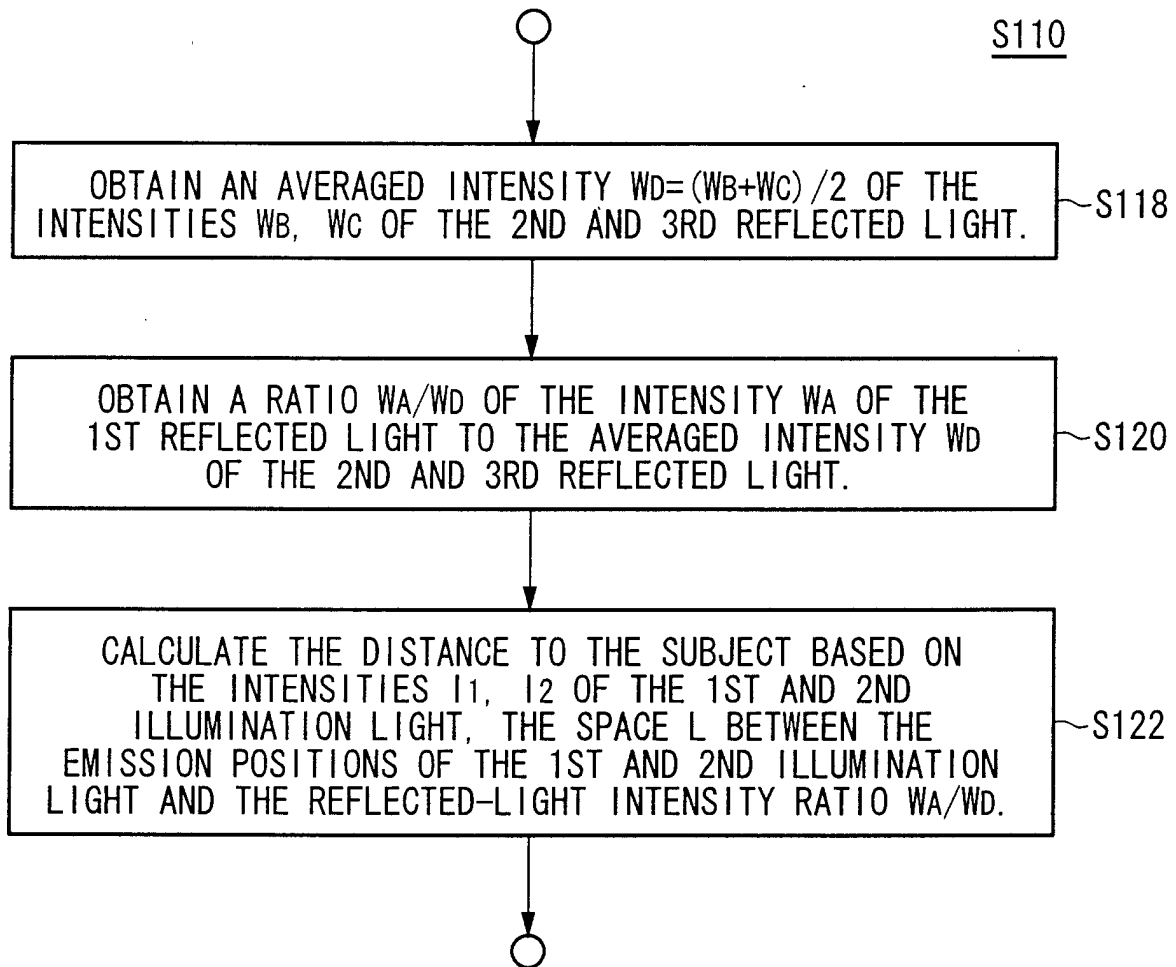 S110
OBTAIN AN AVERAGED INTENSITY WD=(WB+WC)/2 OF THE
INTENSITIES WB, WC OF THE 2ND AND 3RD REFLECTED LIGHT.
S118
OBTAIN A RATIO WA/WD OF THE INTENSITY WA OF THE
1ST REFLECTED LIGHT TO THE AVERAGED INTENSITY WD
OF THE 2ND AND 3RD REFLECTED LIGHT.
S120
CALCULATE THE DISTANCE TO THE SUBJECT BASED ON
THE INTENSITIES I1, I2 OF THE 1ST AND 2ND
ILLUMINATION LIGHT, THE SPACE L BETWEEN THE
EMISSION POSITIONS OF THE 1ST AND 2ND ILLUMINATION
LIGHT AND THE REFLECTED-LIGHT INTENSITY RATIO WA/WD.
S122